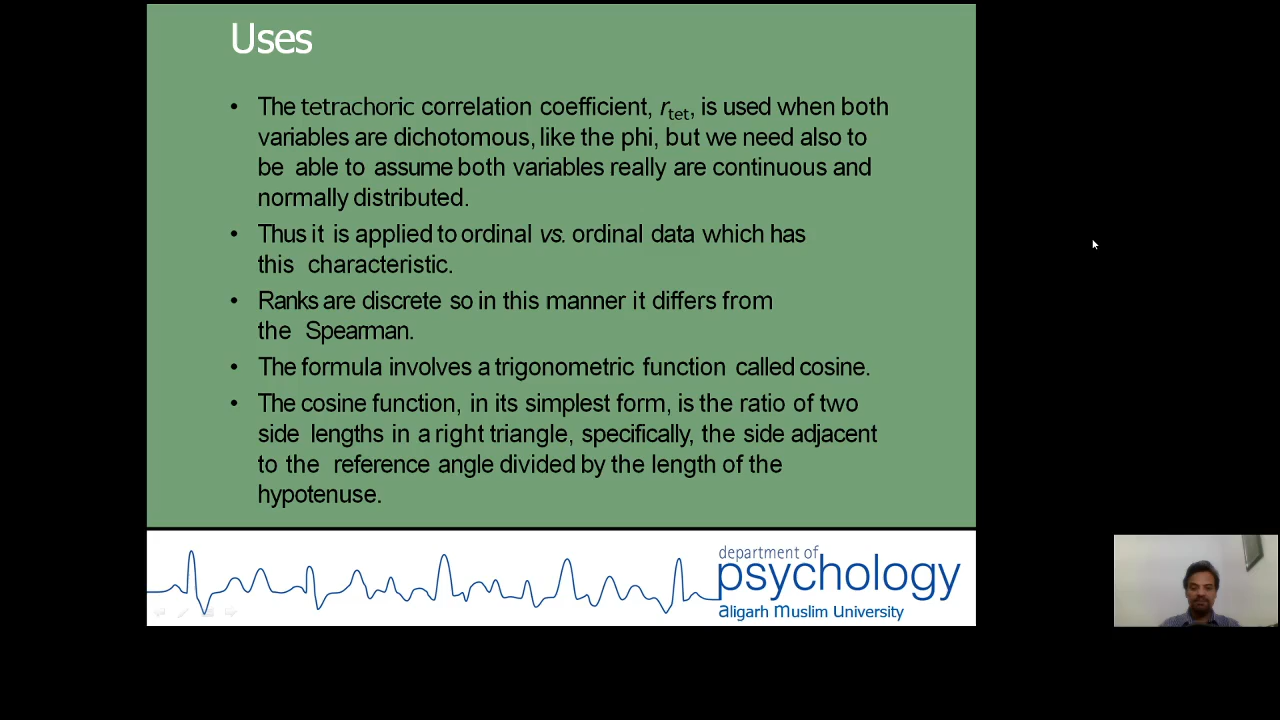 Uses
• The tetrachoric correlation coefficient, rtet, is used when both
variables are dichotomous, like the phi, but we need also to
be able to assume both variables really are continuous and
normally distributed.
• Thus it is applied to ordinal vs. ordinal data which has
this characteristic.
• Ranks are discrete so in this manner it differs from
the Spearman.
• The formula involves a trigonometric function called cosine.
• The cosine function, in its simplest form, is the ratio of two
side lengths in a right triangle, specifically, the side adjacent
to the reference angle divided by the length of the
hypotenuse.
department of
psychology
Aligarh Muslim University